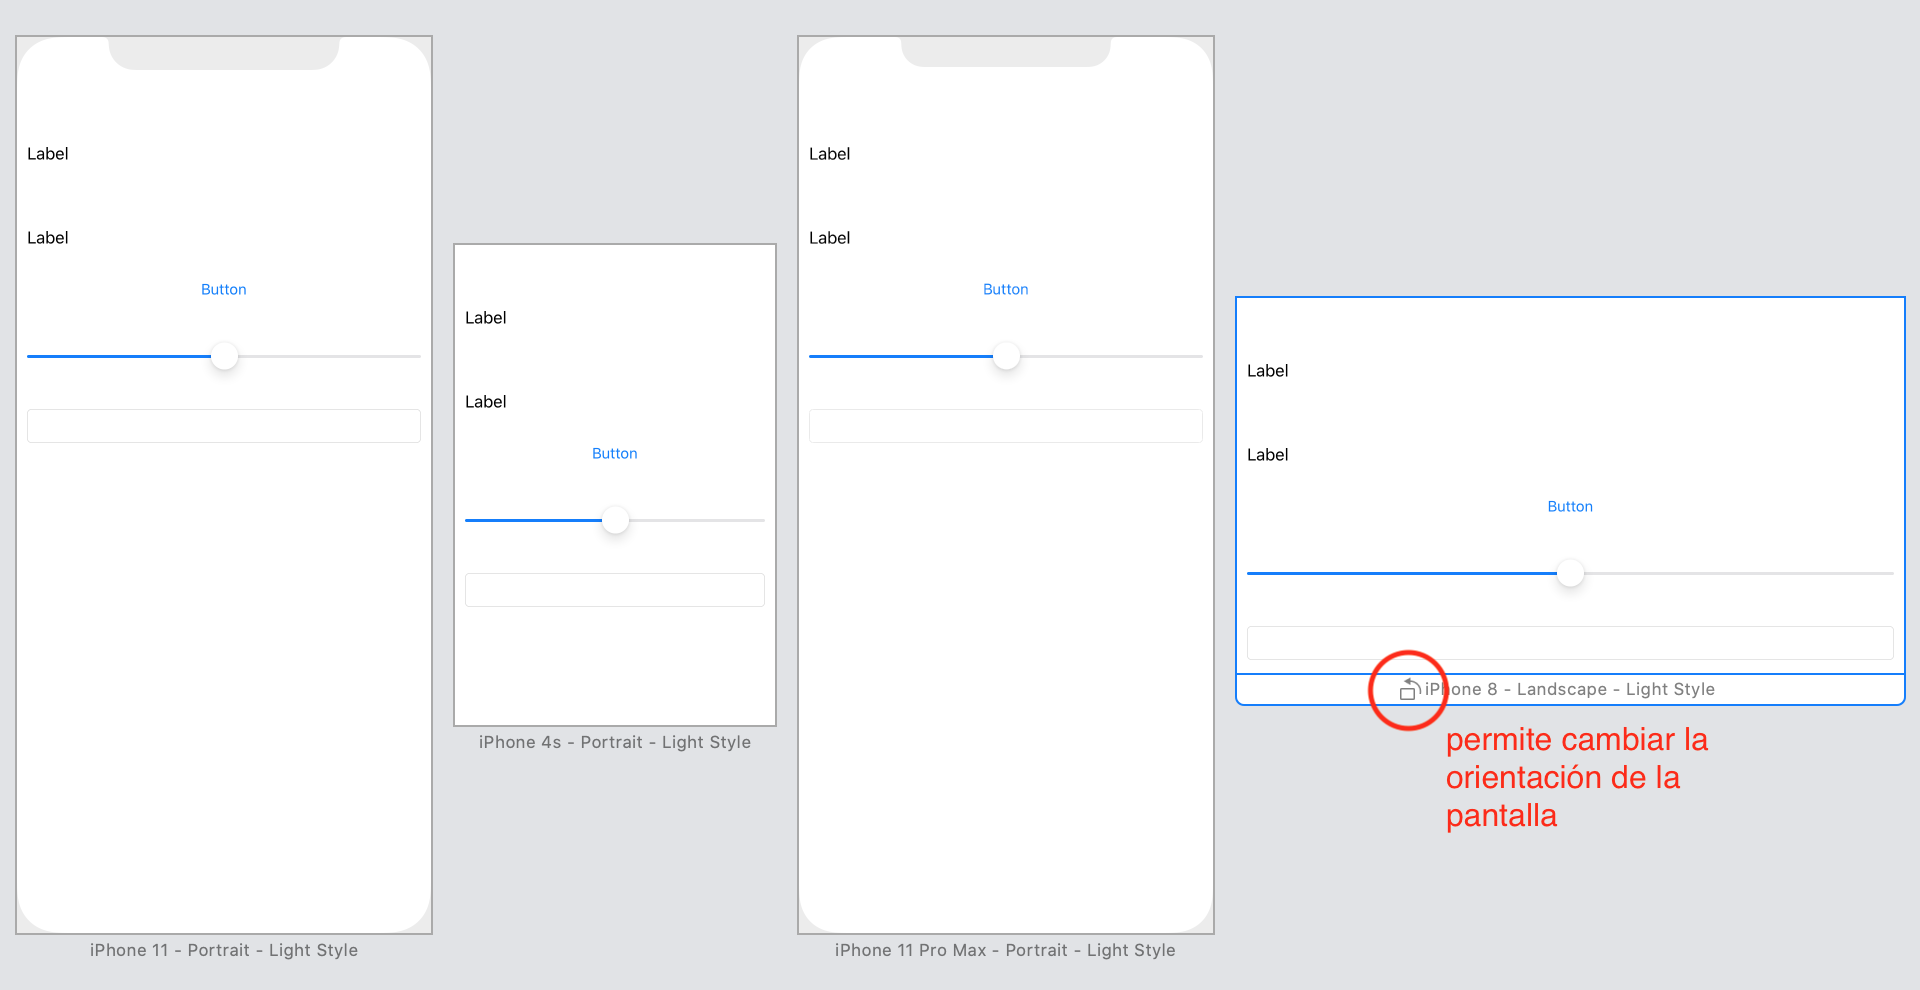 Label
Label
Button
iPhone 11 - Portrait - Light Style
Label
Label
Button
iPhone 4s - Portrait - Light Style
Label
Label
Button
iPhone 11 Pro Max - Portrait - Light Style
Label
Label
Button
iPhone 8 - Landscape - Light Style
permite cambiar la
orientación de la
pantalla